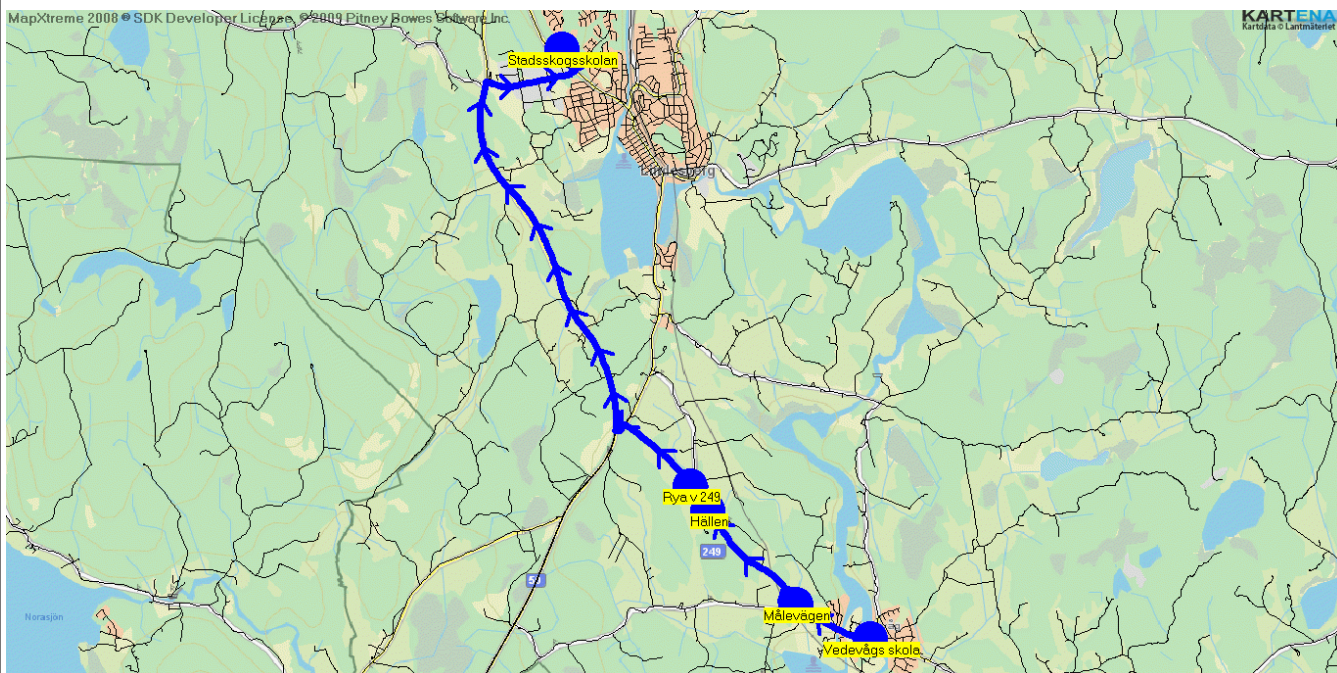 MapXtreme 2008 ® SDK Developer License. © 2009 Pitney Bowes Software Inc.
KARTENA
Kartdata © Lantmäteriet
Stadsskogsskolan
Rya v 249
Hällen
249
Målevägen
Norasjön
Vedevågs skola